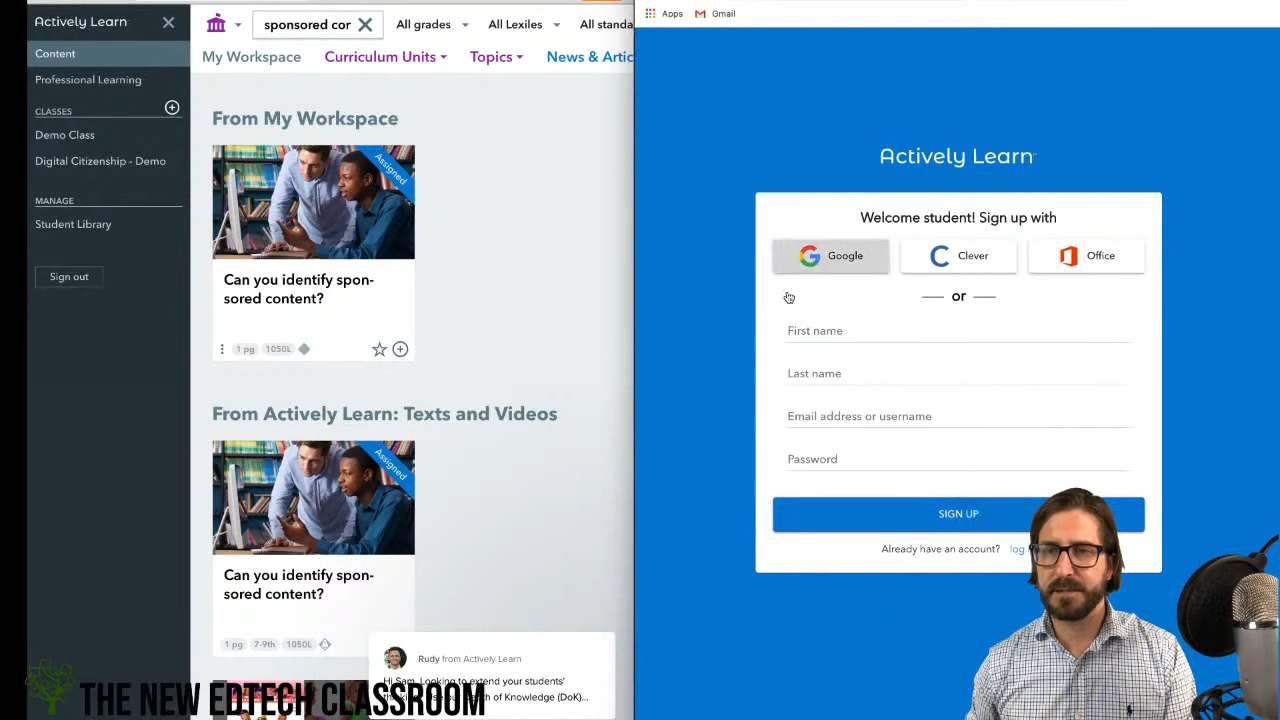 Actively Learn
Content
Professional Learning
CLASSES
Demo Class
Digital Citizenship - Demo
MANAGE
Student Library
Sign out
sponsored cor
All grades
All Lexiles
All standa
My Workspace
Curriculum Units
Topics
News & Artic
From My Workspace
Assigned
Can you identify spon-
sored content?
1 pg
1050L
From Actively Learn: Texts and Videos
Assigned
Can you identify spon-
sored content?
1 pg
7-9th
1050L
Rudy from Actively Learn
Hi Sam, Looking to extend your students'
of Knowledge (DoK)...
THE NEW EDTECH CLASSROOM
Apps
Gmail
Actively Learn
Welcome student! Sign up with
Google
Clever
Office
or
First name
Last name
Email address or username
Password
SIGN UP
Already have an account? log